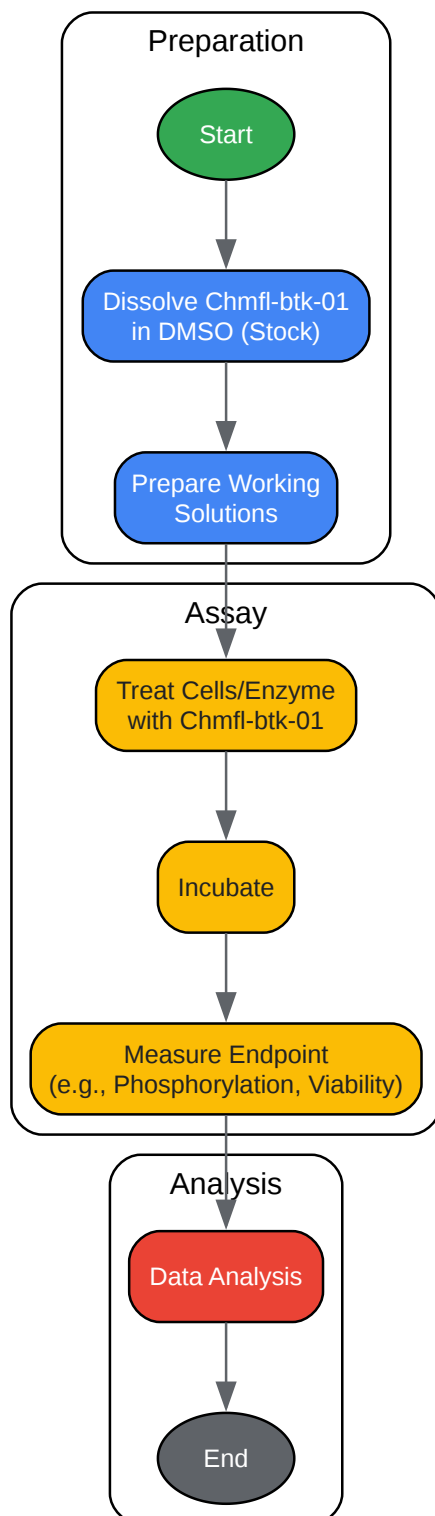 Preparation
Start
Dissolve Chmfl-btk-01
in DMSO (Stock)
Prepare Working
Solutions
Assay
Treat Cells/Enzyme
with Chmfl-btk-01
Incubate
Measure Endpoint
(e.g., Phosphorylation, Viability)
Analysis
Data Analysis
End